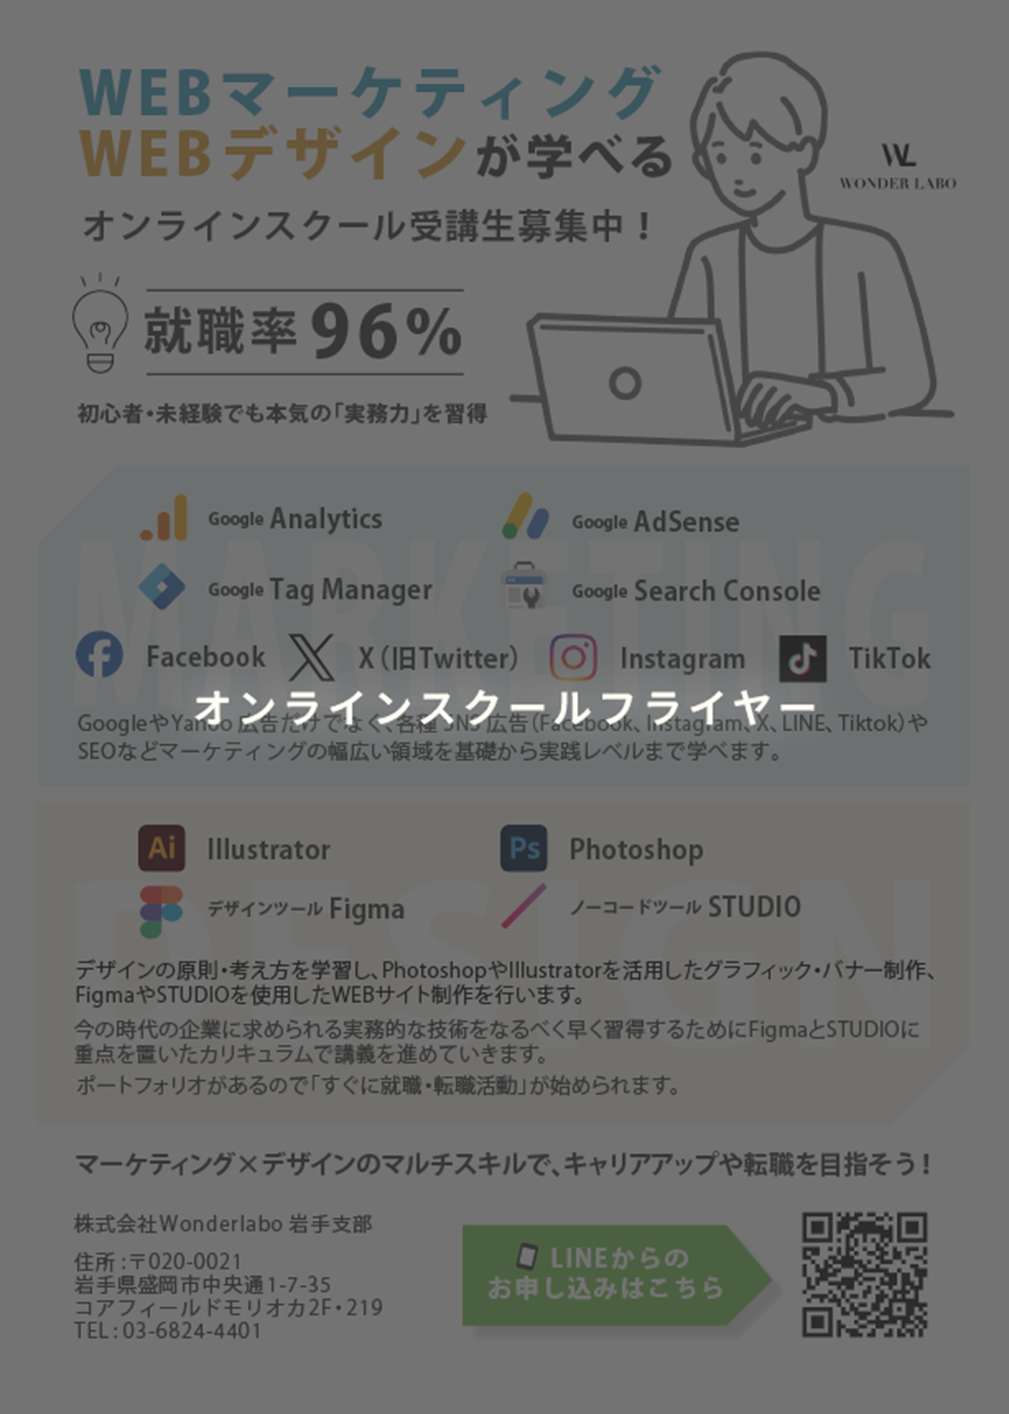 WEBマーケティング
WEBデザインが学べる
オンラインスクール受講生募集中！
WL
WONDER LABO
就職率96%
初心者・未経験でも本気の「実務力」を習得
MARKETING
Google Analytics
Google AdSense
Google Tag Manager
Google Search Console
Facebook
X（旧Twitter）
Instagram
TikTok
オンラインスクールフライヤー
GoogleやYahoo 広告だけでなく、各種 SNS 広告（Facebook、Instagram、X、LINE、Tiktok）や
SEOなどマーケティングの幅広い領域を基礎から実践レベルまで学べます。
DESIGN
Ai
Illustrator
Ps
Photoshop
デザインツール Figma
ノーコードツール STUDIO
デザインの原則・考え方を学習し、PhotoshopやIllustratorを活用したグラフィック・バナー制作、
FigmaやSTUDIOを使用したWEBサイト制作を行います。
今の時代の企業に求められる実務的な技術をなるべく早く習得するためにFigmaとSTUDIOに
重点を置いたカリキュラムで講義を進めていきます。
ポートフォリオがあるので「すぐに就職・転職活動」が始められます。
マーケティング×デザインのマルチスキルで、キャリアアップや転職を目指そう！
株式会社Wonderlabo 岩手支部
住所：〒020-0021
岩手県盛岡市中央通1-7-35
コアフィールドモリオカ2F・219
TEL：03-6824-4401
LINEからの
お申し込みはこちら